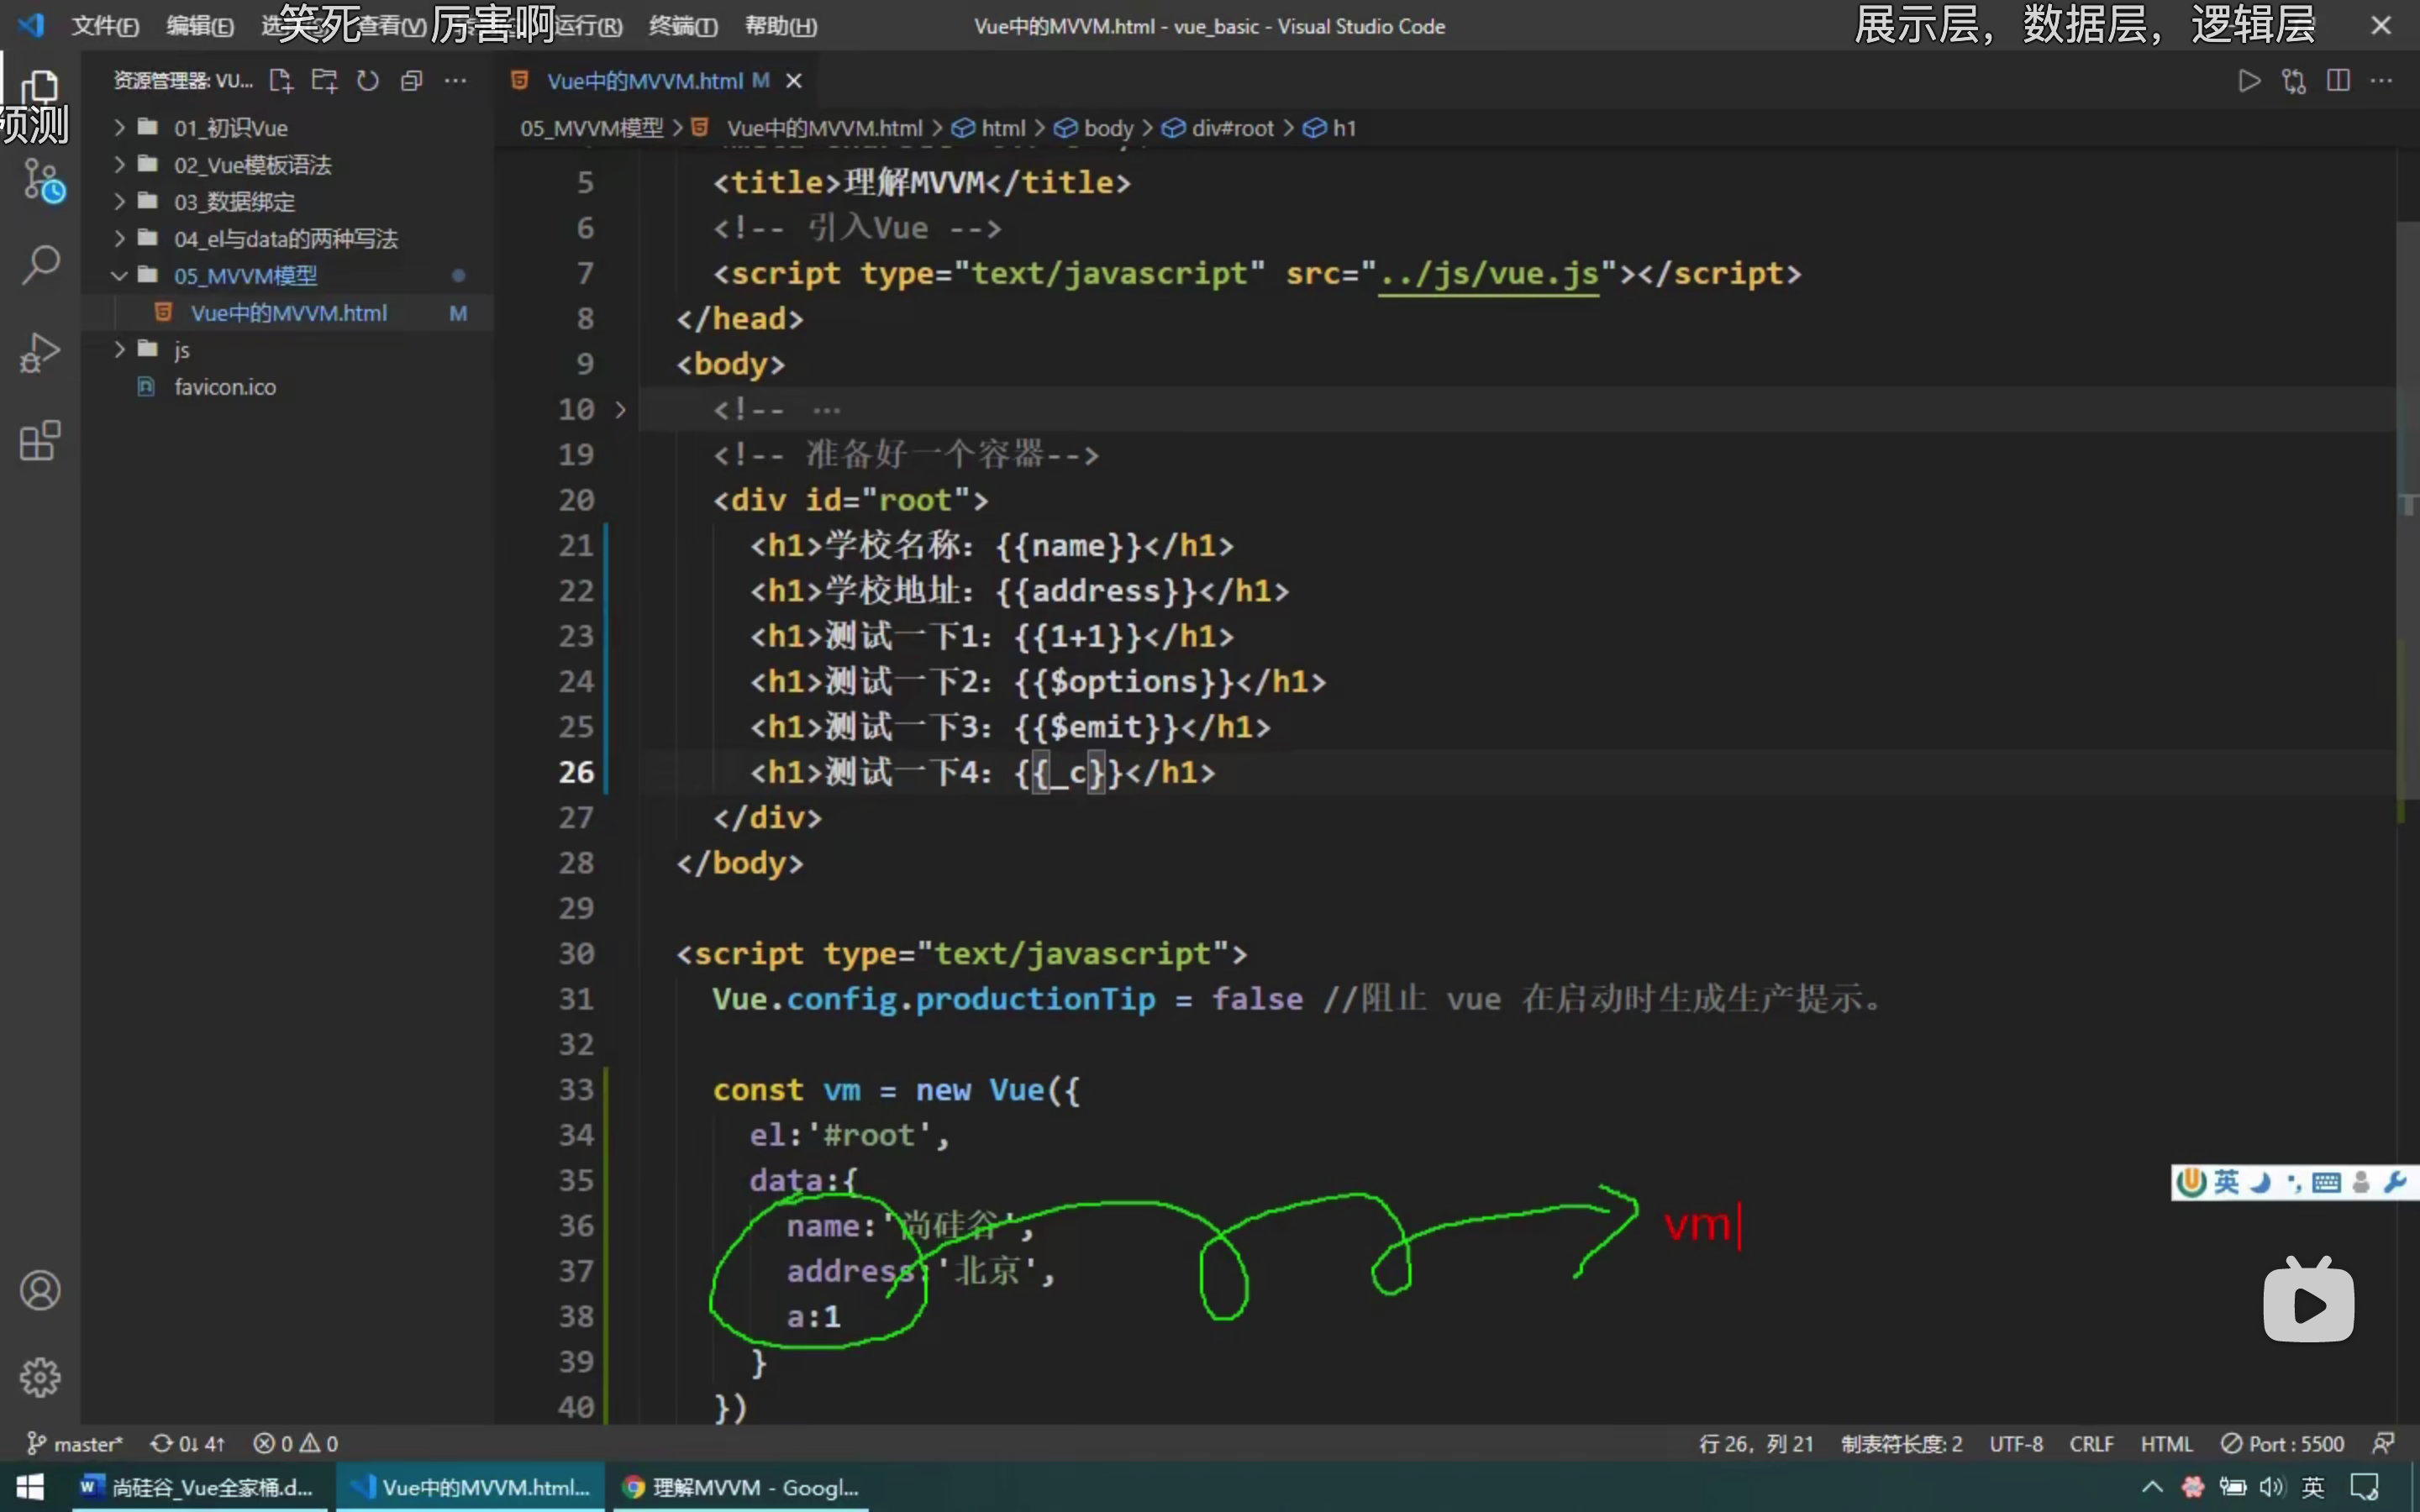 文件(F) 编辑(E) 笑死 查看(V) 厉害啊 运行(R) 终端(T) 帮助(H) Vue中的MVVM.html - vue_basic - Visual Studio Code 展示层，数据层，逻辑层
资源管理器: VU...
Vue中的MVVM.html M
预测
05_MVVM模型 > Vue中的MVVM.html > html > body > div#root > h1
01_初识Vue
02_Vue模板语法
03_数据绑定
04_el与data的两种写法
05_MVVM模型
Vue中的MVVM.html M
js
favicon.ico
5 <title>理解MVVM</title>
6 <!-- 引入Vue -->
7 <script type="text/javascript" src="../js/vue.js"></script>
8 </head>
9 <body>
10 <!-- ···
19 <!-- 准备好一个容器-->
20 <div id="root">
21 <h1>学校名称：{{name}}</h1>
22 <h1>学校地址：{{address}}</h1>
23 <h1>测试一下1：{{1+1}}</h1>
24 <h1>测试一下2：{{$options}}</h1>
25 <h1>测试一下3：{{$emit}}</h1>
26 <h1>测试一下4：{{_c}}</h1>
27 </div>
28 </body>
29
30 <script type="text/javascript">
31 Vue.config.productionTip = false //阻止 vue 在启动时生成生产提示。
32
33 const vm = new Vue({
34 el:'#root',
35 data:{
36 name:'尚硅谷',
37 address:'北京',
38 a:1
39 }
40 })
vm
英
master* 0↓ 4↑ 0 0 行 26，列 21 制表符长度: 2 UTF-8 CRLF HTML Port : 5500
尚硅谷_Vue全家桶.d... Vue中的MVVM.html... 理解MVVM - Googl... 英